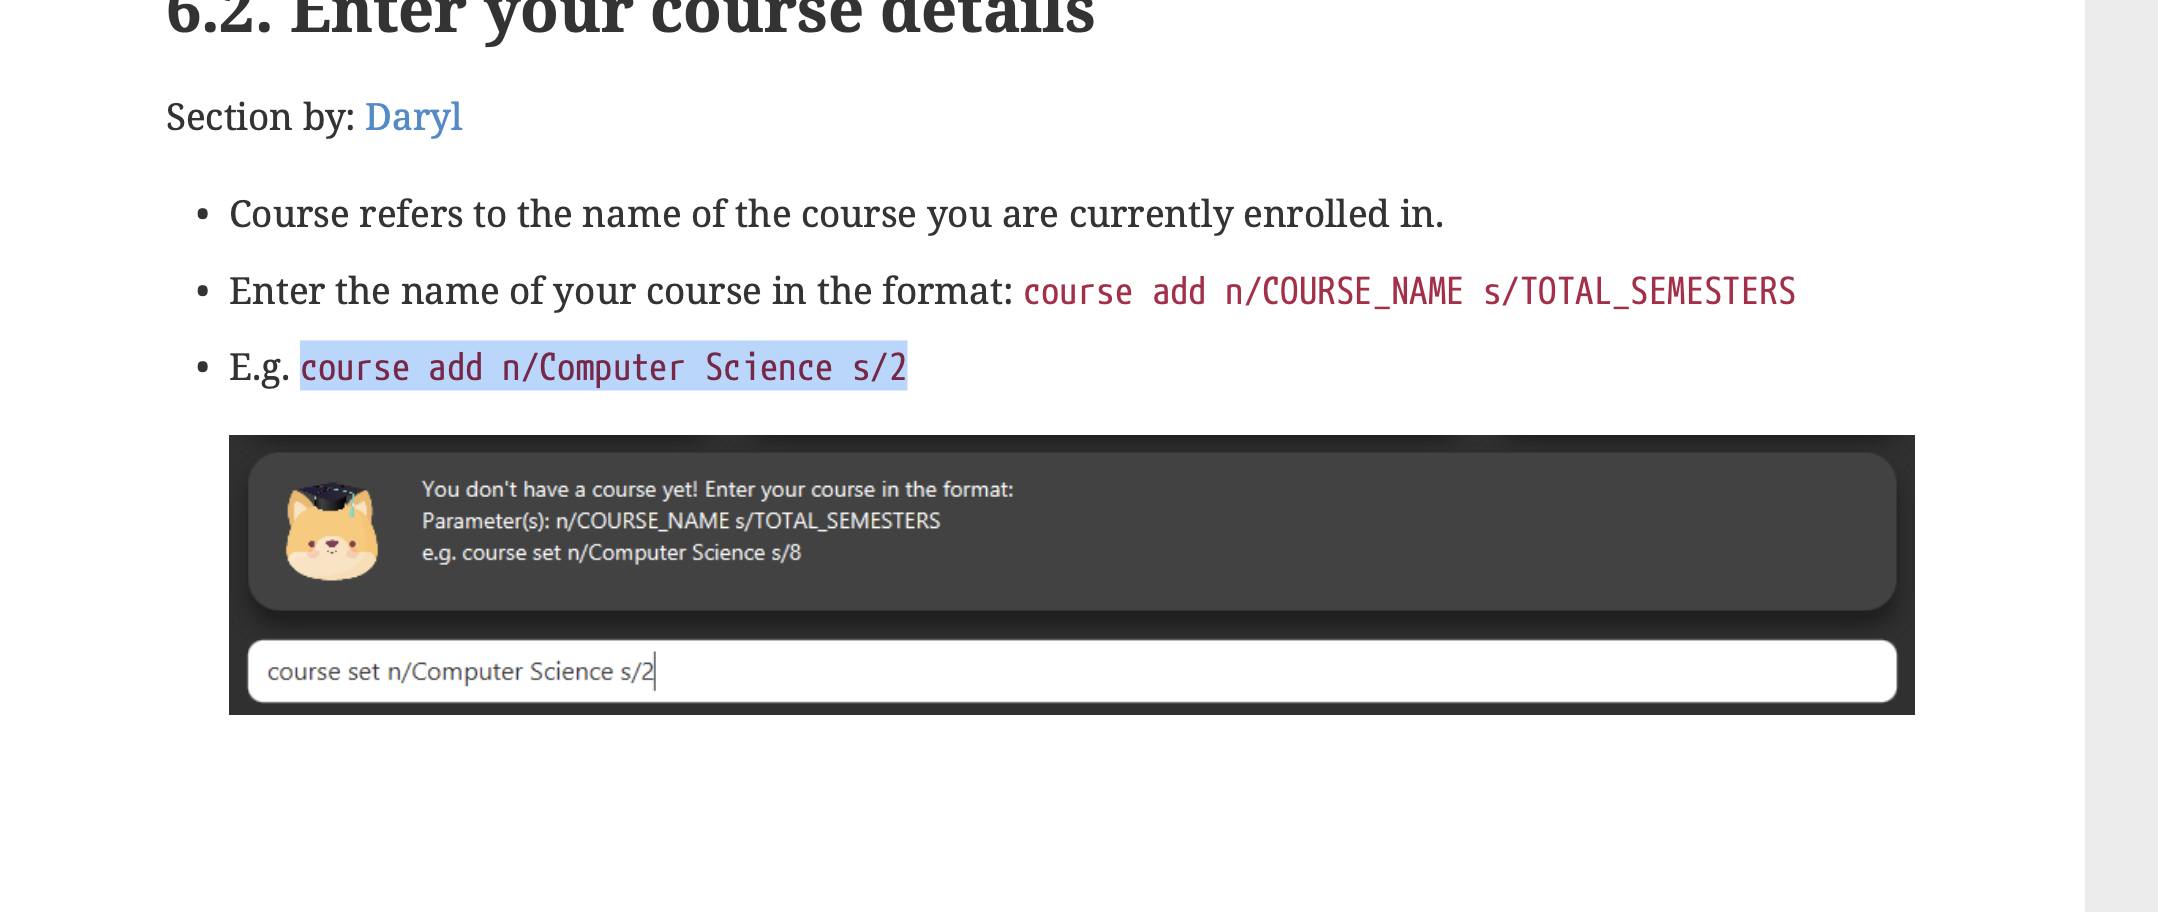 6.2. Enter your course details
Section by: Daryl
• Course refers to the name of the course you are currently enrolled in.
• Enter the name of your course in the format: course add n/COURSE_NAME s/TOTAL_SEMESTERS
• E.g. course add n/Computer Science s/2
You don't have a course yet! Enter your course in the format:
Parameter(s): n/COURSE_NAME s/TOTAL_SEMESTERS
e.g. course set n/Computer Science s/8
course set n/Computer Science s/2